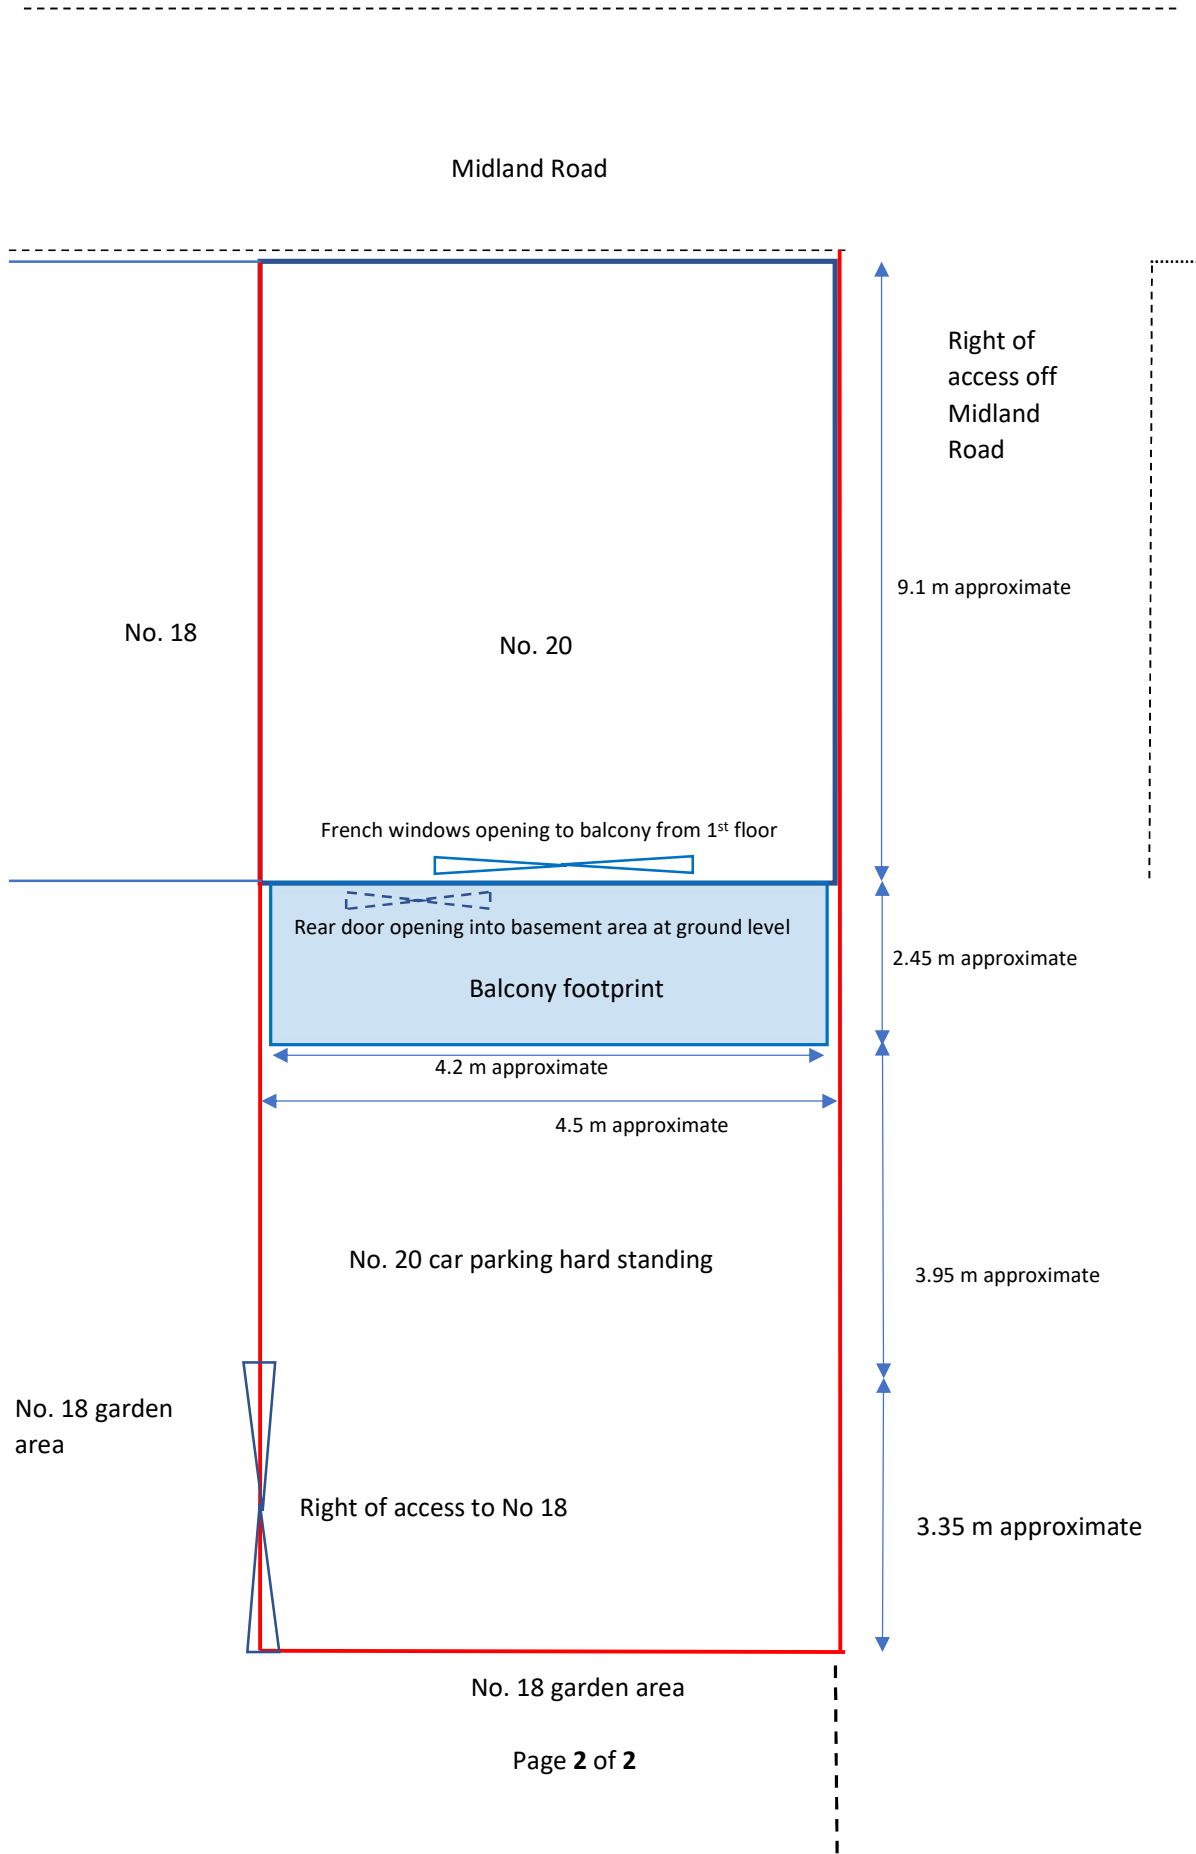 Midland Road
Right of
access off
Midland
Road
9.1 m approximate
No. 18
No. 20
French windows opening to balcony from 1st floor
Rear door opening into basement area at ground level
2.45 m approximate
Balcony footprint
4.2 m approximate
4.5 m approximate
No. 20 car parking hard standing
3.95 m approximate
No. 18 garden
area
Right of access to No 18
3.35 m approximate
No. 18 garden area
Page 2 of 2